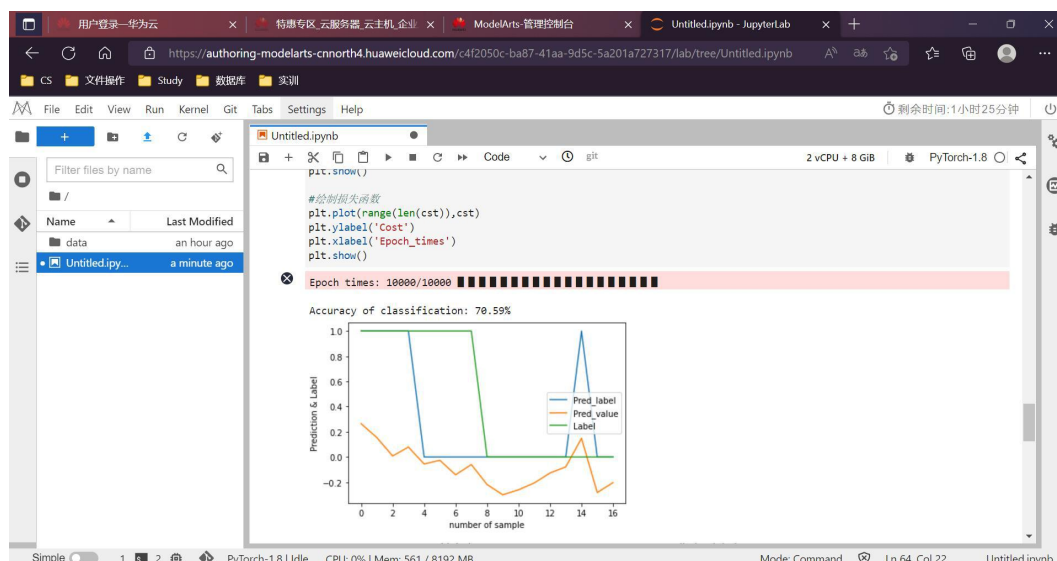 用户登录—华为云
特惠专区_云服务器_云主机_企业
ModelArts-管理控制台
Untitled.ipynb - JupyterLab
https://authoring-modelarts-cnnorth4.huaweicloud.com/c4f2050c-ba87-41aa-9d5c-5a201a727317/lab/tree/Untitled.ipynb
CS 文件操作 Study 数据库 实训
File Edit View Run Kernel Git Tabs Settings Help
剩余时间:1小时25分钟
Untitled.ipynb
Code
git
2 vCPU + 8 GiB
PyTorch-1.8
Filter files by name
/
Name Last Modified
data an hour ago
Untitled.ipy... a minute ago
plt.show()
#绘制损失函数
plt.plot(range(len(cst)),cst)
plt.ylabel('Cost')
plt.xlabel('Epoch_times')
plt.show()
Epoch times: 10000/10000
Accuracy of classification: 70.59%
1.0
0.8
0.6
0.4
0.2
0.0
−0.2
Prediction & Label
Pred_label
Pred_value
Label
0 2 4 6 8 10 12 14 16
number of sample
Simple 1 2 PyTorch-1.8 | Idle CPU: 0% | Mem: 561 / 8192 MB
Mode: Command Ln 64, Col 22 Untitled.ipynb